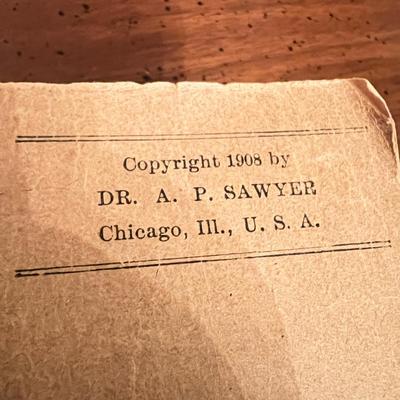 Copyright 1908 by
DR. A. P. SAWYER
Chicago, Ill., U. S. A.